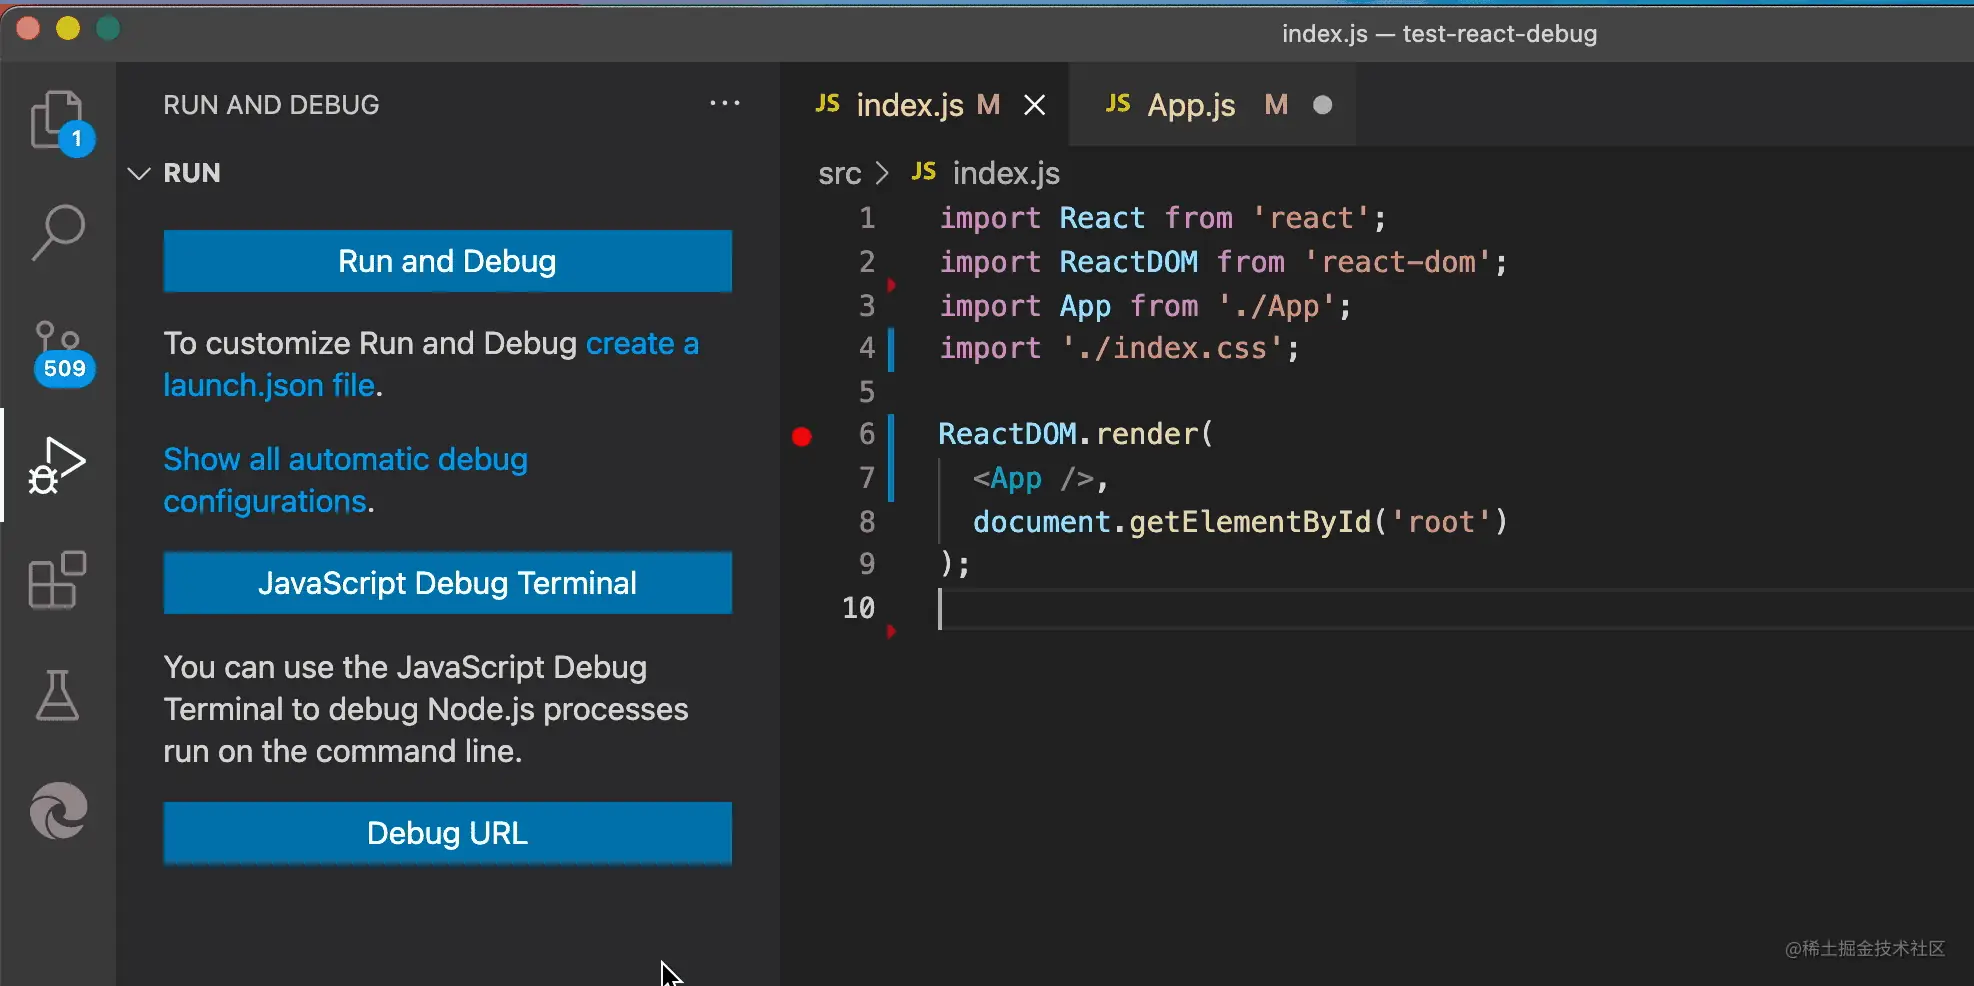 index.js — test-react-debug
RUN AND DEBUG ···
1
RUN
Run and Debug
To customize Run and Debug create a
launch.json file.
509
Show all automatic debug
configurations.
JavaScript Debug Terminal
You can use the JavaScript Debug
Terminal to debug Node.js processes
run on the command line.
Debug URL
JS index.js M
JS App.js M
src > JS index.js
1 import React from 'react';
2 import ReactDOM from 'react-dom';
3 import App from './App';
4 import './index.css';
5
6 ReactDOM.render(
7 <App />,
8 document.getElementById('root')
9 );
10
@稀土掘金技术社区